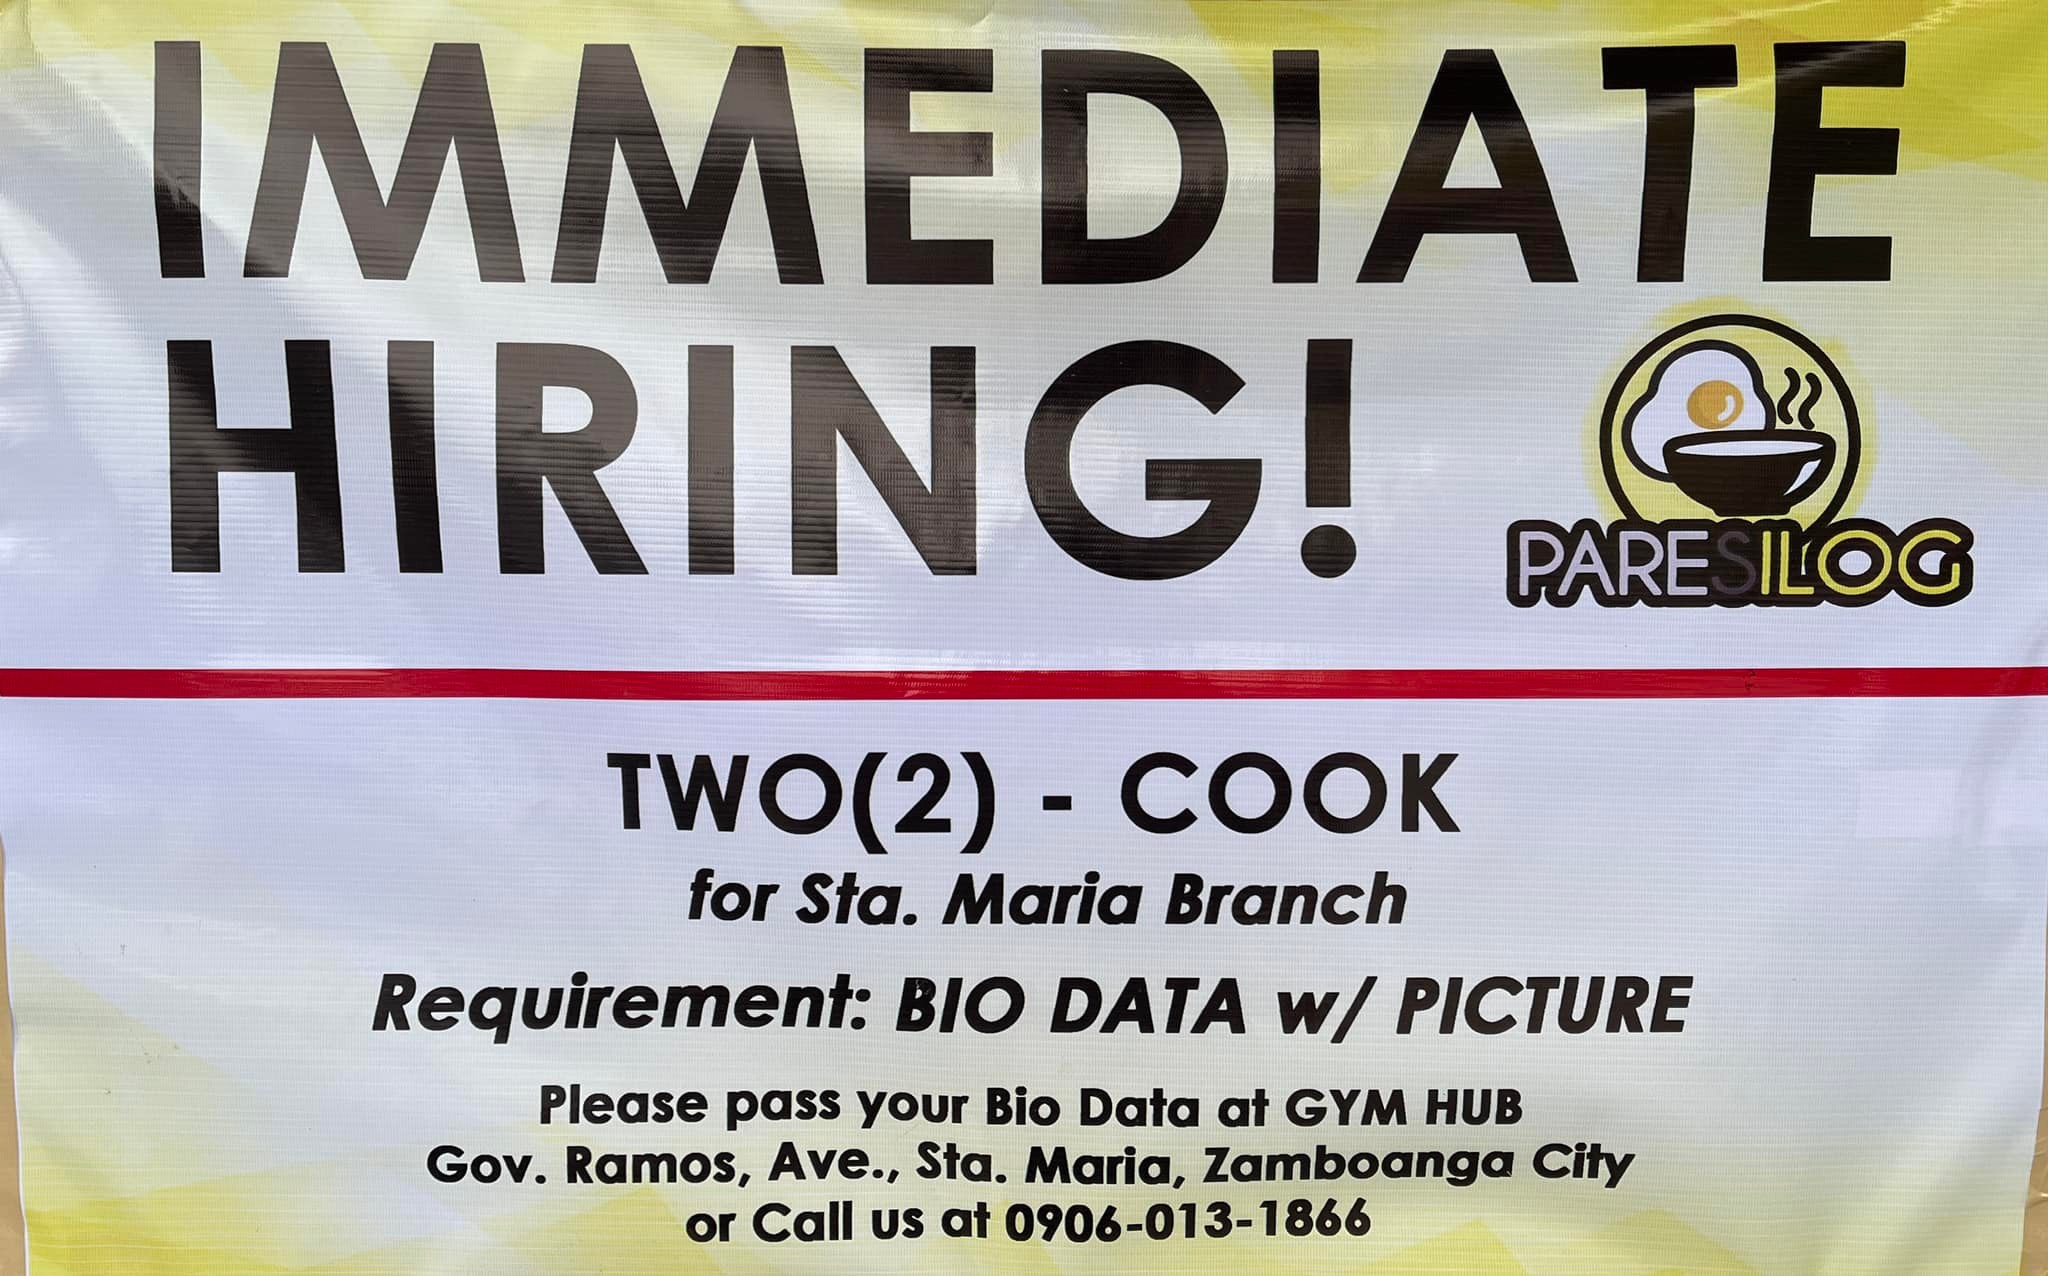 IMMEDIATE
HIRING!
PARESILOG
TWO(2) - COOK
for Sta. Maria Branch
Requirement: BIO DATA w/ PICTURE
Please pass your Bio Data at GYM HUB
Gov. Ramos, Ave., Sta. Maria, Zamboanga City
or Call us at 0906-013-1866